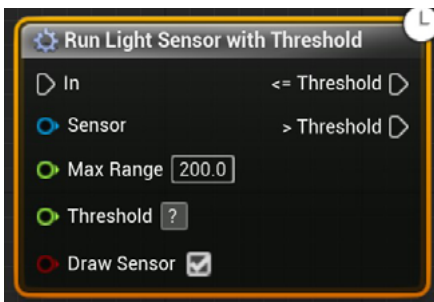 Run Light Sensor with Threshold
In <= Threshold
Sensor > Threshold
Max Range 200.0
Threshold ?
Draw Sensor